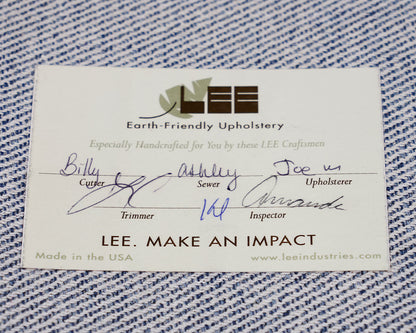 LEE
Earth-Friendly Upholstery
Especially Handcrafted for You by these LEE Craftsmen
Billy Ashley Joe M
Cutter Sewer Upholsterer
Amanda
Trimmer Inspector
LEE. MAKE AN IMPACT
Made in the USA www.leeindustries.com